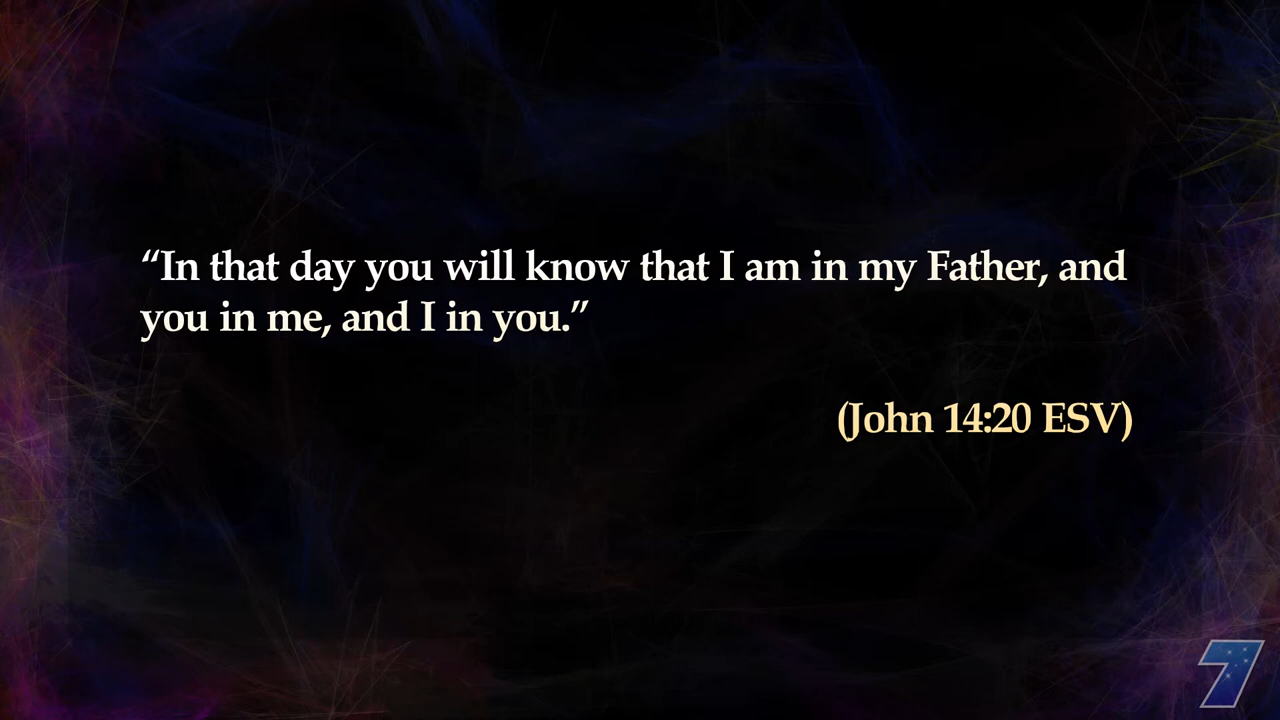 “In that day you will know that I am in my Father, and
you in me, and I in you.”
(John 14:20 ESV)
7